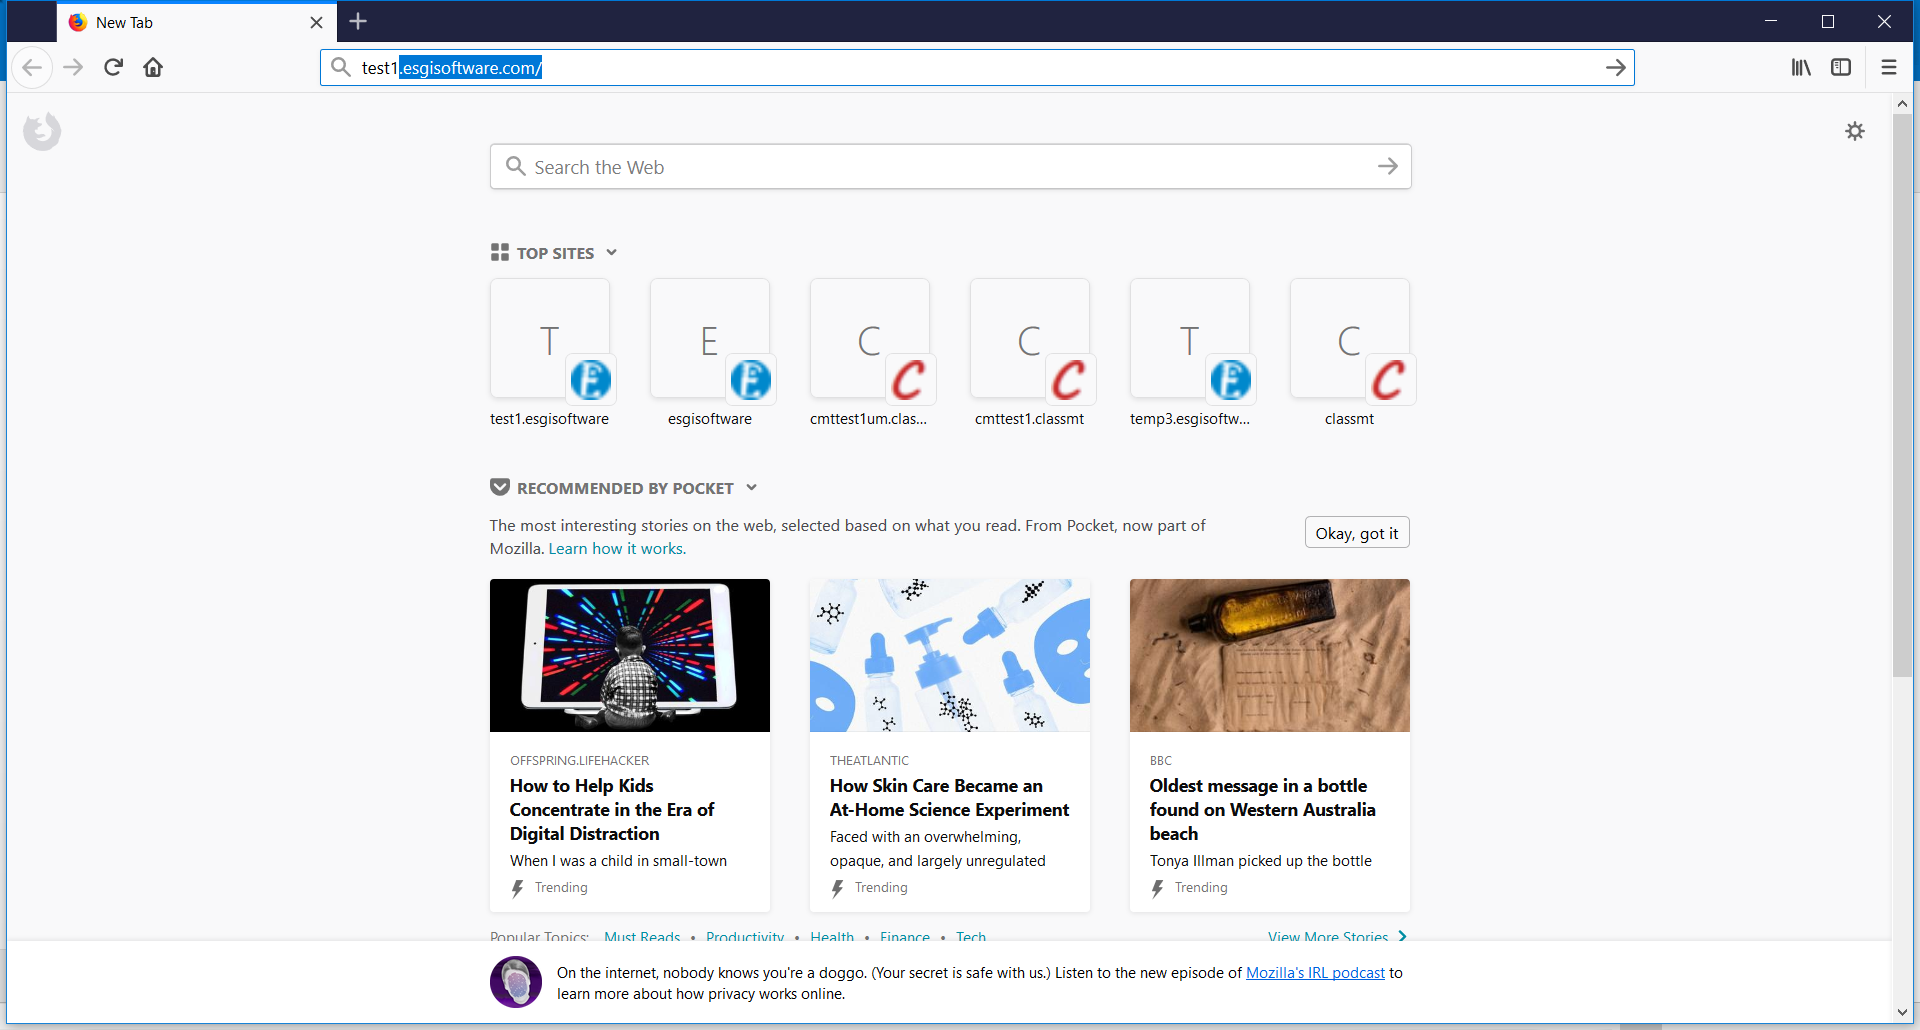 New Tab
test1.esgisoftware.com/
Search the Web
TOP SITES
T
E
C
C
T
C
test1.esgisoftware
esgisoftware
cmttest1um.clas...
cmttest1.classmt
temp3.esgisoftw...
classmt
RECOMMENDED BY POCKET
The most interesting stories on the web, selected based on what you read. From Pocket, now part of
Mozilla. Learn how it works.
Okay, got it
OFFSPRING.LIFEHACKER
How to Help Kids
Concentrate in the Era of
Digital Distraction
When I was a child in small-town
Trending
THEATLANTIC
How Skin Care Became an
At-Home Science Experiment
Faced with an overwhelming,
opaque, and largely unregulated
Trending
BBC
Oldest message in a bottle
found on Western Australia
beach
Tonya Illman picked up the bottle
Trending
Popular Topics: Must Reads • Productivity • Health • Finance • Tech
View More Stories
On the internet, nobody knows you're a doggo. (Your secret is safe with us.) Listen to the new episode of Mozilla's IRL podcast to
learn more about how privacy works online.